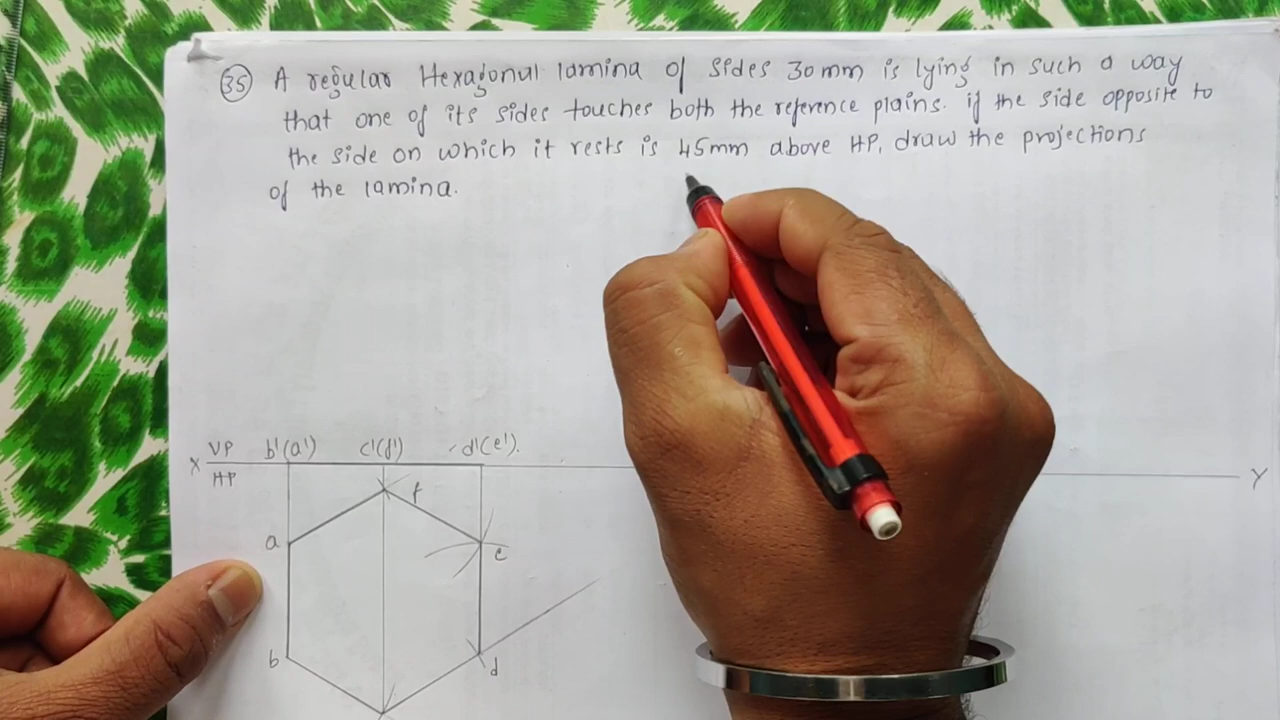 35 A regular Hexagonal lamina of sides 30mm is lying in such a way
that one of its sides touches both the reference plains. if the side opposite to
the side on which it rests is 45mm above HP, draw the projections
of the lamina.
VP b'(a') c'(f') d'(e').
X Y
HP
f
a e
b d